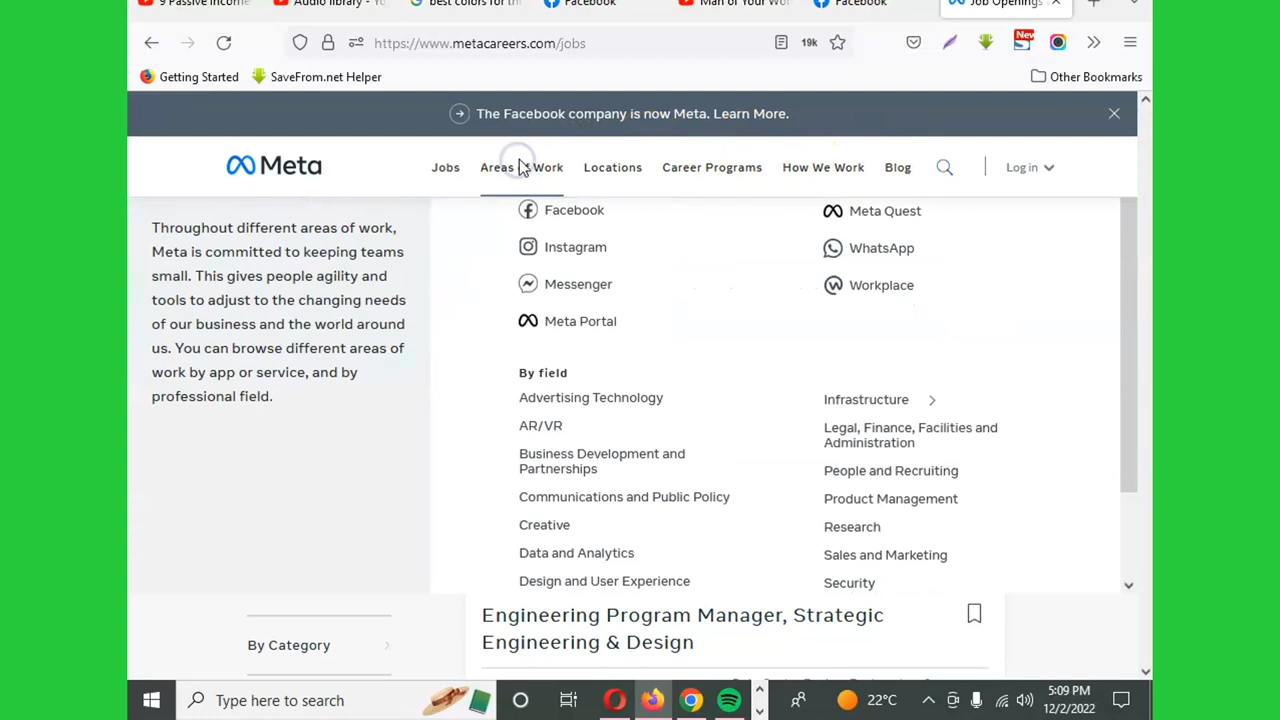 9 Passive Income
Audio library - Yo
best colors for th
Facebook
Man of Your Wo
Facebook
Job Openings
https://www.metacareers.com/jobs
19k
New
Getting Started
SaveFrom.net Helper
Other Bookmarks
The Facebook company is now Meta. Learn More.
Meta
Jobs
Areas Work
Locations
Career Programs
How We Work
Blog
Log in
Throughout different areas of work,
Meta is committed to keeping teams
small. This gives people agility and
tools to adjust to the changing needs
of our business and the world around
us. You can browse different areas of
work by app or service, and by
professional field.
Facebook
Instagram
Messenger
Meta Portal
Meta Quest
WhatsApp
Workplace
By field
Advertising Technology
AR/VR
Business Development and
Partnerships
Communications and Public Policy
Creative
Data and Analytics
Design and User Experience
Infrastructure
Legal, Finance, Facilities and
Administration
People and Recruiting
Product Management
Research
Sales and Marketing
Security
By Category
Engineering Program Manager, Strategic
Engineering & Design
Type here to search
22°C
5:09 PM
12/2/2022